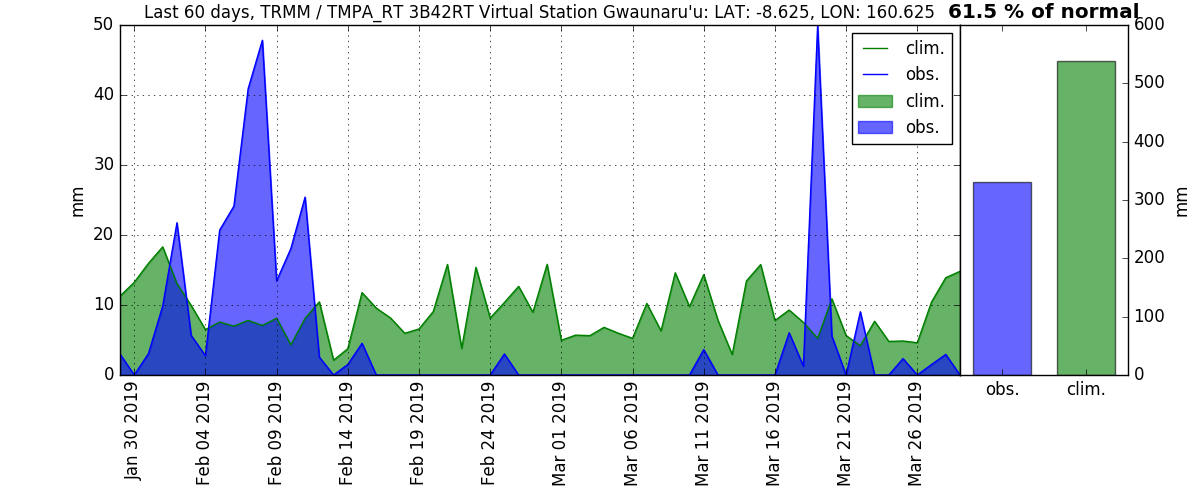 Last 60 days, TRMM / TMPA_RT 3B42RT Virtual Station Gwaunaru'u: LAT: -8.625, LON: 160.625 61.5 % of normal
50
40
30
20
10
0
mm
clim.
obs.
clim.
obs.
600
500
400
300
200
100
0
mm
Jan 30 2019
Feb 04 2019
Feb 09 2019
Feb 14 2019
Feb 19 2019
Feb 24 2019
Mar 01 2019
Mar 06 2019
Mar 11 2019
Mar 16 2019
Mar 21 2019
Mar 26 2019
obs.
clim.